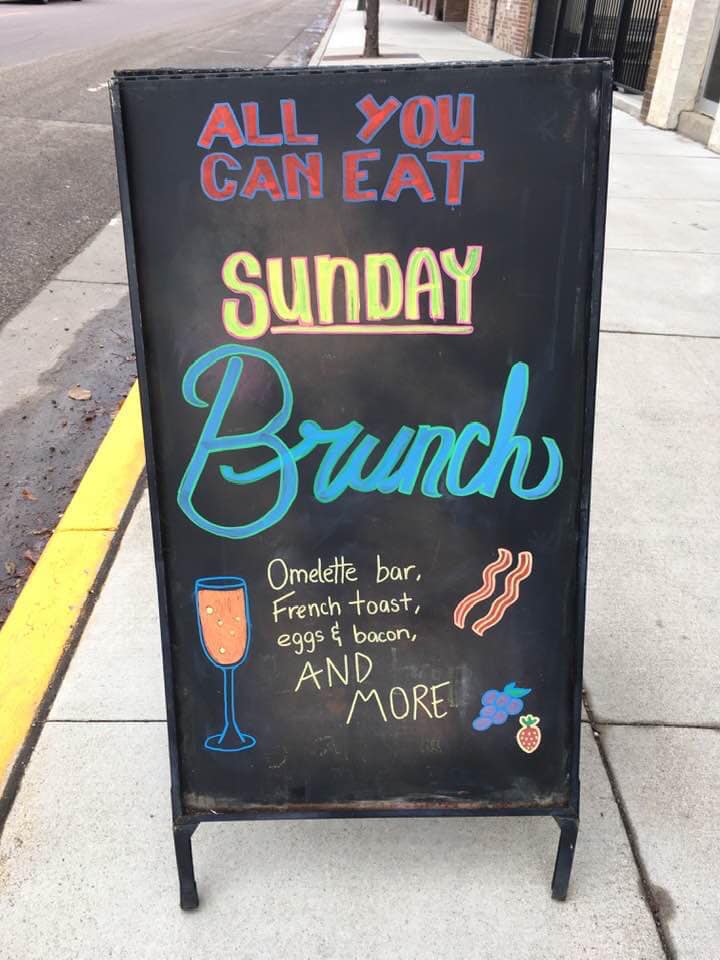 ALL YOU
CAN EAT
SUNDAY
Brunch
Omelette bar,
French toast,
eggs & bacon,
AND
MORE